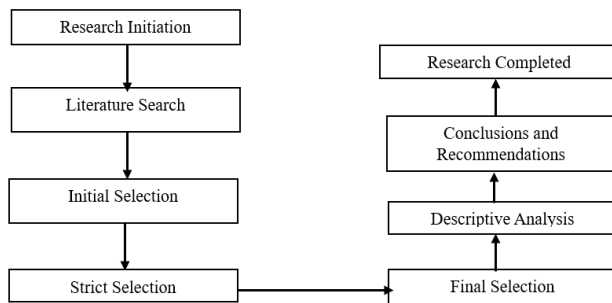 Research Initiation
Literature Search
Initial Selection
Strict Selection
Final Selection
Descriptive Analysis
Conclusions and
Recommendations
Research Completed